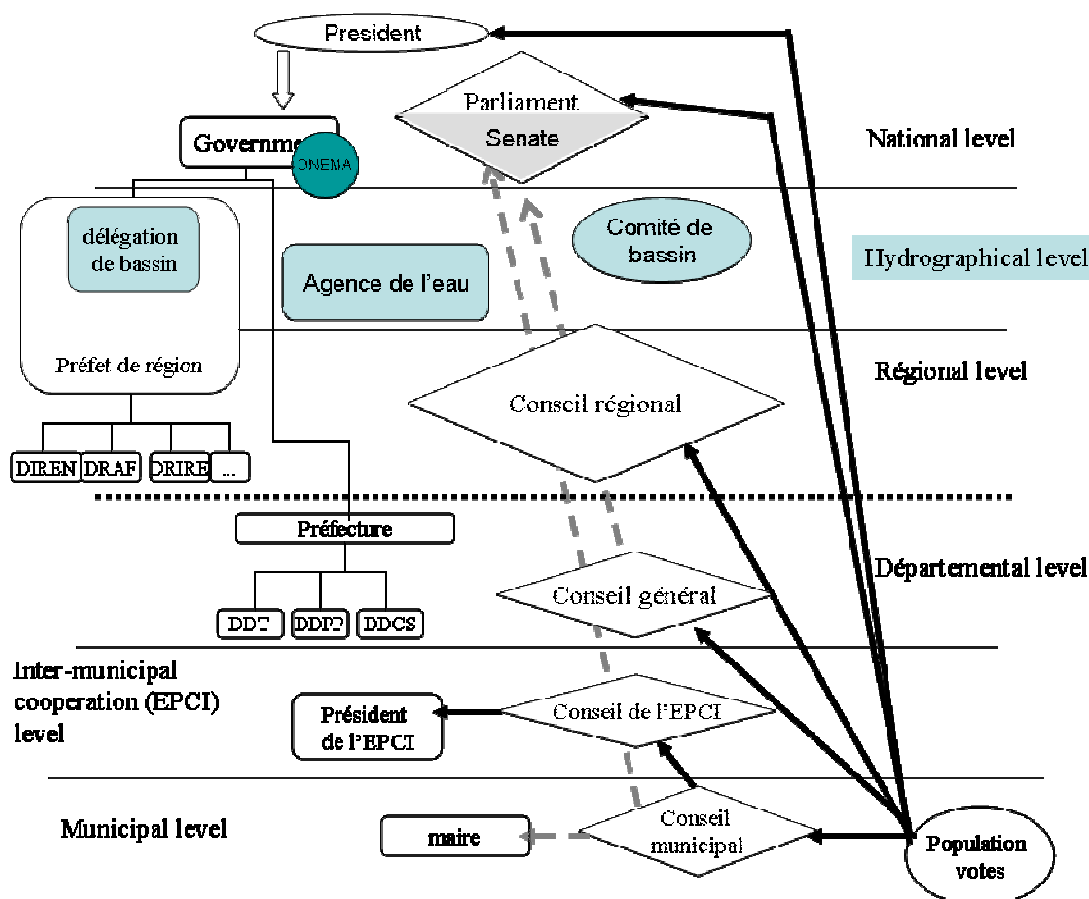 President
Parliament
Senate
Governme
ONEMA
National level
délégation
de bassin
Agence de l'eau
Comité de
bassin
Hydrographical level
Préfet de région
Régional level
Conseil régional
DIREN
DRAF
DRIRE
...
Préfecture
Départemental level
Conseil général
DDT
DDPP
DDCS
Inter-municipal
cooperation (EPCI)
level
Président
de l'EPCI
Conseil de l'EPCI
Municipal level
maire
Conseil
municipal
Population
votes